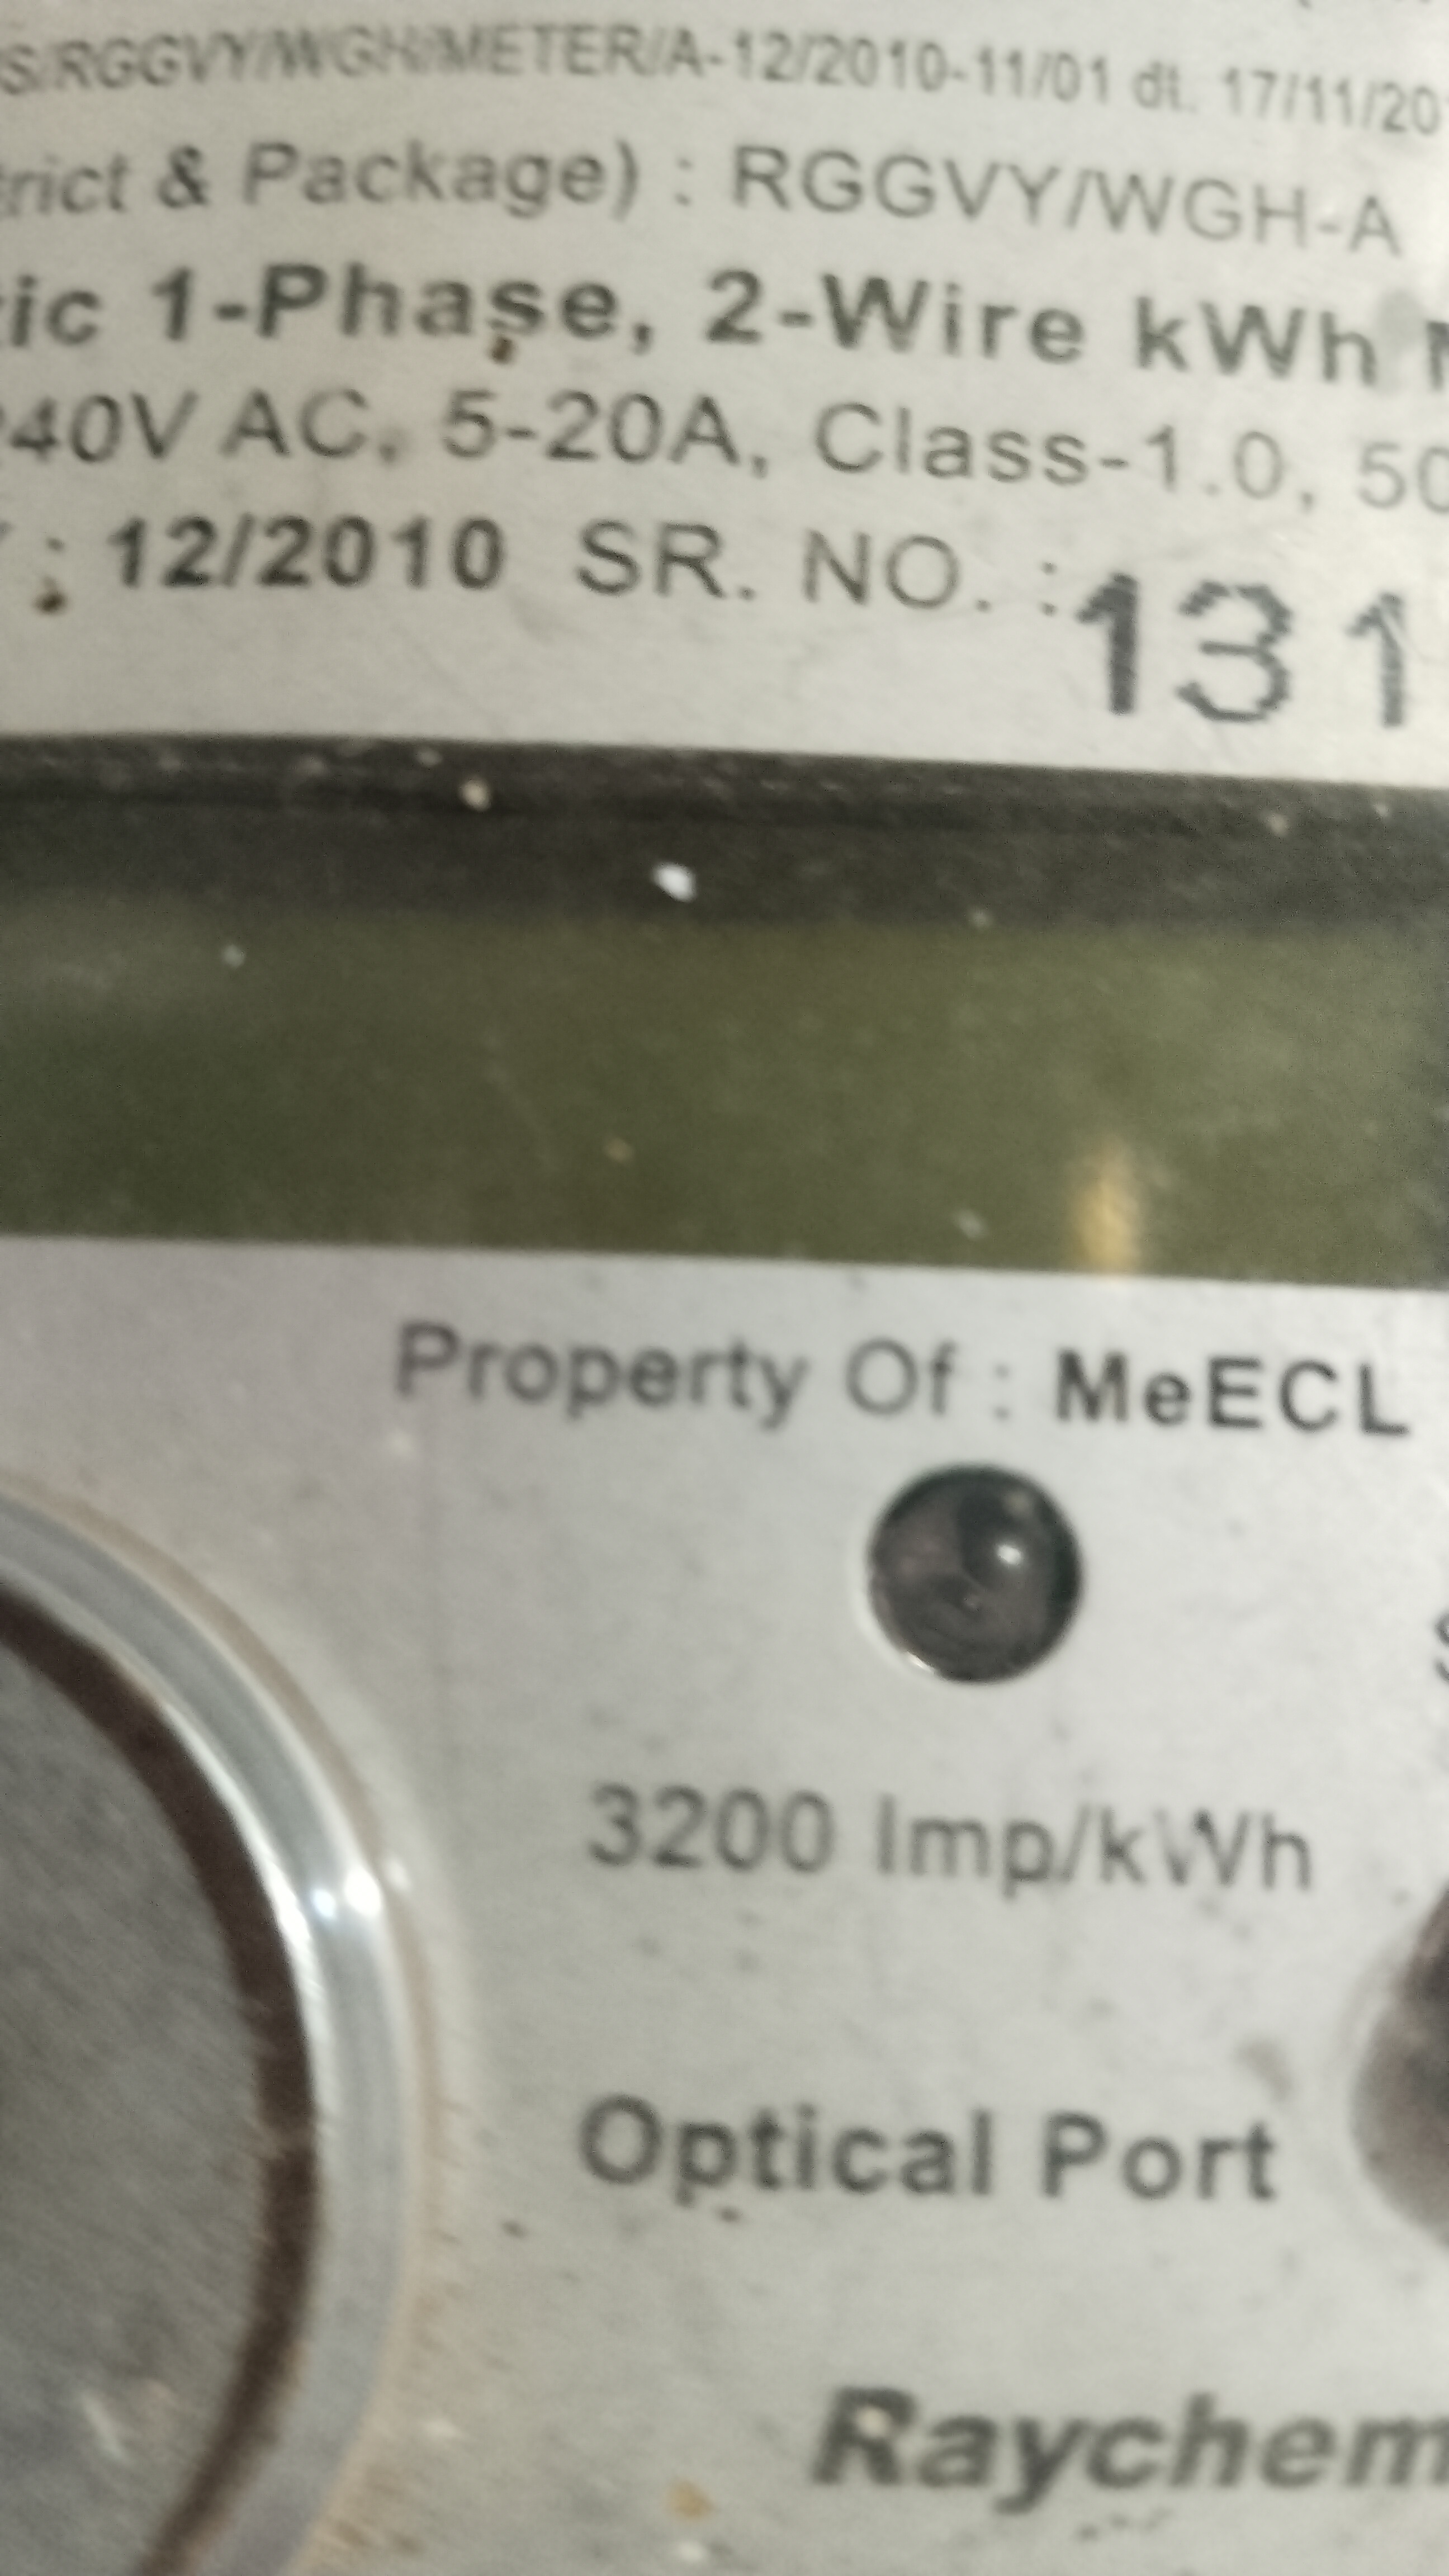 S/RGGVY/WGH/METER/A-12/2010-11/01 dt. 17/11/20
rict & Package) : RGGVY/WGH-A
ic 1-Phase, 2-Wire kWh
40V AC, 5-20A, Class-1.0, 50
: 12/2010 SR. NO. : 131
Property Of : MeECL
3200 Imp/kWh
Optical Port
Raychem